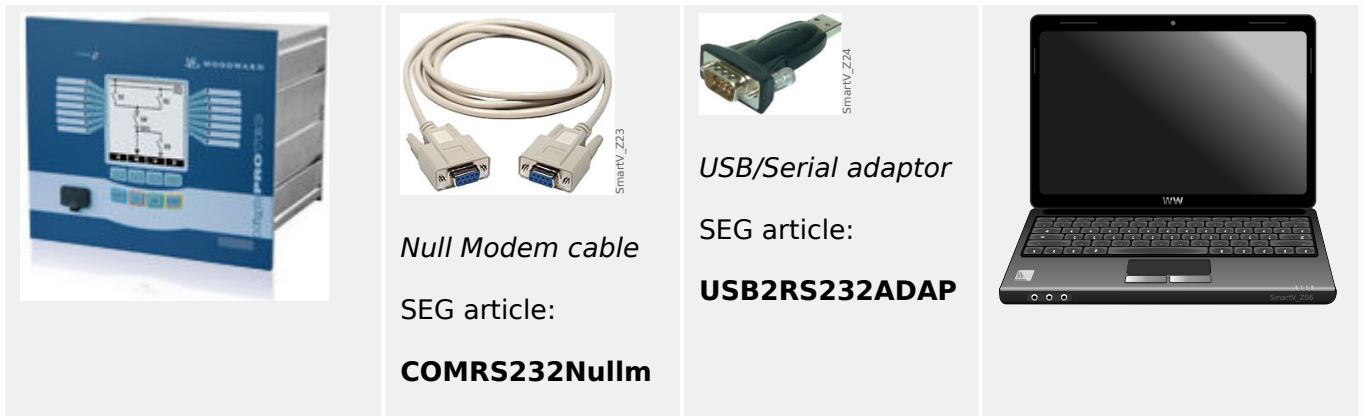 WOODWARD
SmartV_Z23
Null Modem cable
SEG article:
COMRS232Nullm
SmartV_Z24
USB/Serial adaptor
SEG article:
USB2RS232ADAP
WW
SmartV_Z06